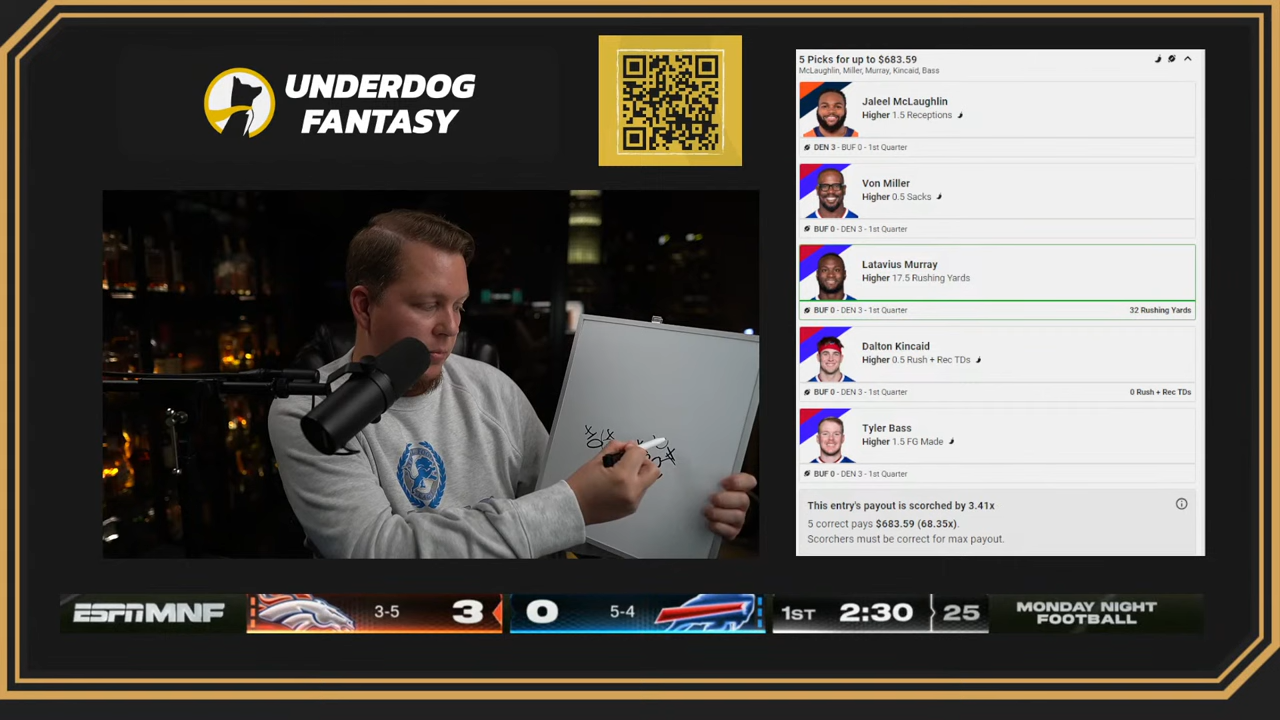 UNDERDOG
FANTASY
5 Picks for up to $683.59
McLaughlin, Miller, Murray, Kincaid, Bass
Jaleel McLaughlin
Higher 1.5 Receptions
DEN 3 - BUF 0 - 1st Quarter
Von Miller
Higher 0.5 Sacks
BUF 0 - DEN 3 - 1st Quarter
Latavius Murray
Higher 17.5 Rushing Yards
BUF 0 - DEN 3 - 1st Quarter 32 Rushing Yards
Dalton Kincaid
Higher 0.5 Rush + Rec TDs
BUF 0 - DEN 3 - 1st Quarter 0 Rush + Rec TDs
Tyler Bass
Higher 1.5 FG Made
BUF 0 - DEN 3 - 1st Quarter
This entry's payout is scorched by 3.41x
5 correct pays $683.59 (68.35x).
Scorchers must be correct for max payout.
ESPN MNF 3-5 3 0 5-4 1ST 2:30 25 MONDAY NIGHT
FOOTBALL